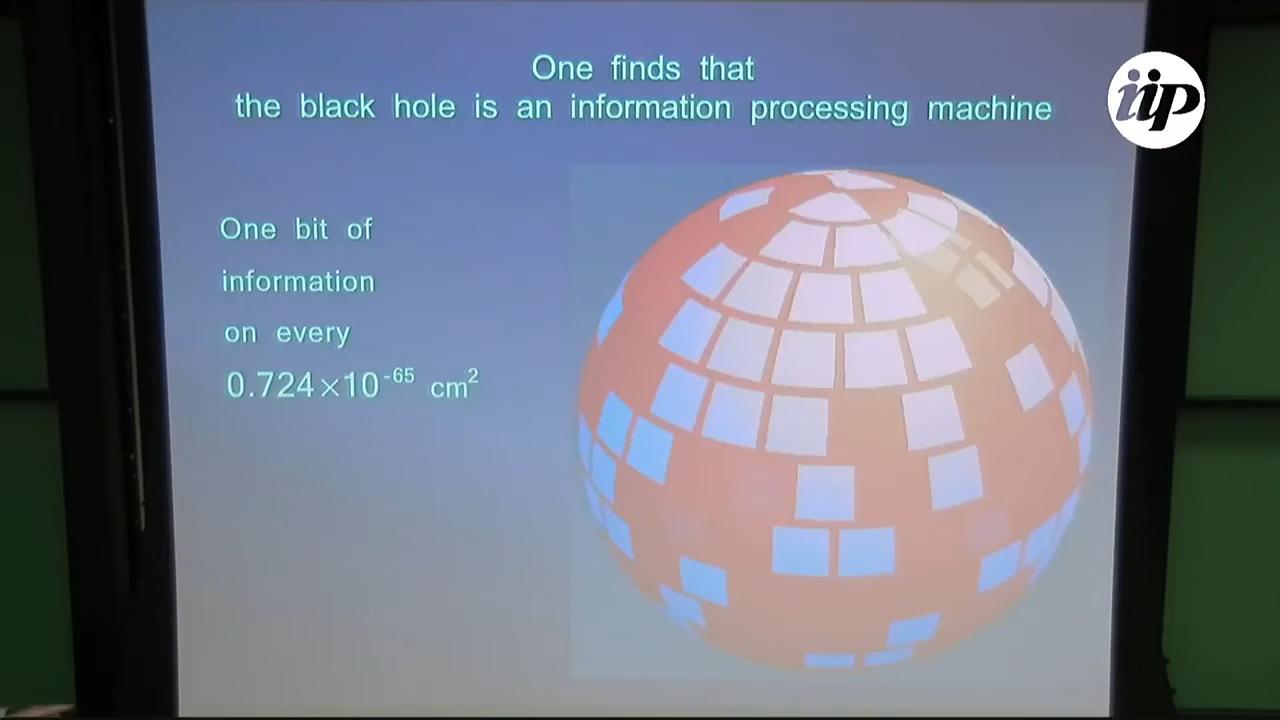 One finds that
the black hole is an information processing machine
iip
One bit of
information
on every
0.724×10⁻⁶⁵ cm²